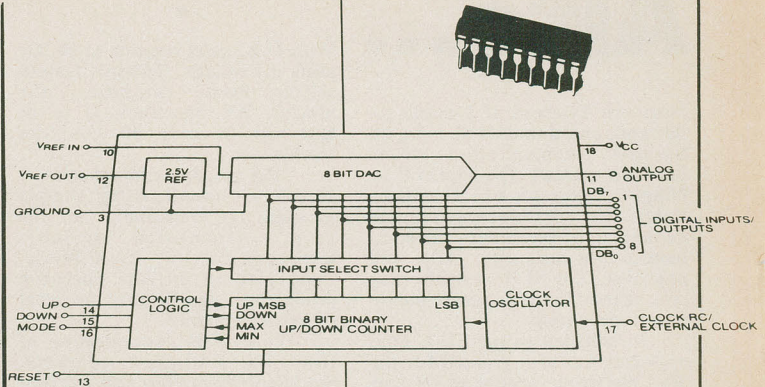 VREF IN
10
VCC
18
VREF OUT
12
2.5V
REF
8 BIT DAC
11
ANALOG
OUTPUT
GROUND
3
DB7
1
DIGITAL INPUTS/
OUTPUTS
8
DB0
INPUT SELECT SWITCH
UP
14
DOWN
15
MODE
16
CONTROL
LOGIC
UP MSB
LSB
DOWN
MAX
MIN
8 BIT BINARY
UP/DOWN COUNTER
CLOCK
OSCILLATOR
17
CLOCK RC/
EXTERNAL CLOCK
RESET
13